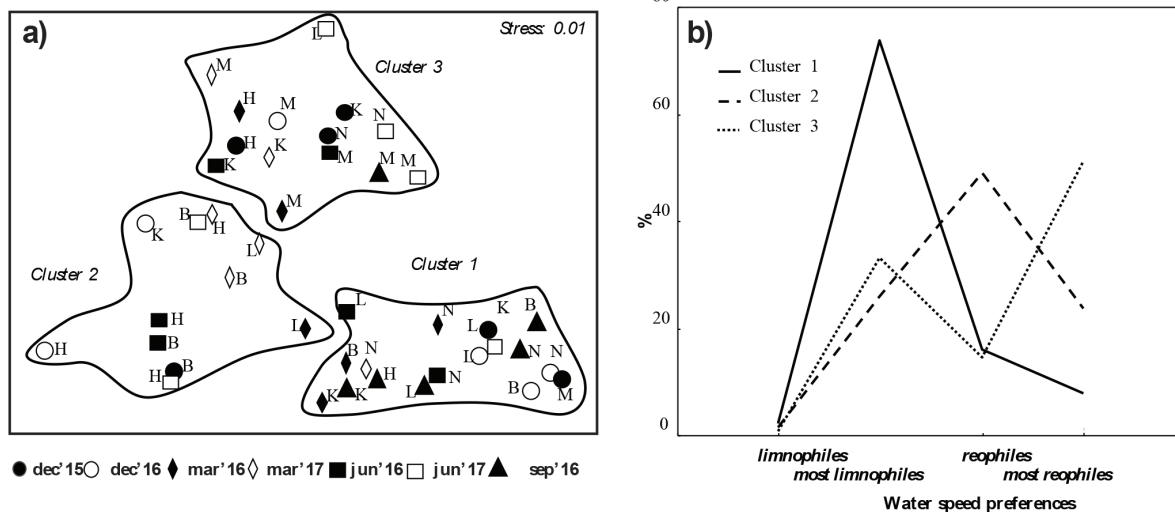 a)
Stress: 0.01
L
Cluster 3
M
H
M
K
N
H
K
N
M
M
M
K
M
B
H
K
L
B
Cluster 2
Cluster 1
L
L
N
K
B
L
H
B
B
N
I
N
N
H
H
K
K
L
N
B
M
dec'15 dec'16 mar'16 mar'17 jun'16 jun'17 sep'16
b)
Cluster 1
Cluster 2
Cluster 3
60
40
20
0
%
limnophiles reophiles
most limnophiles most reophiles
Water speed preferences